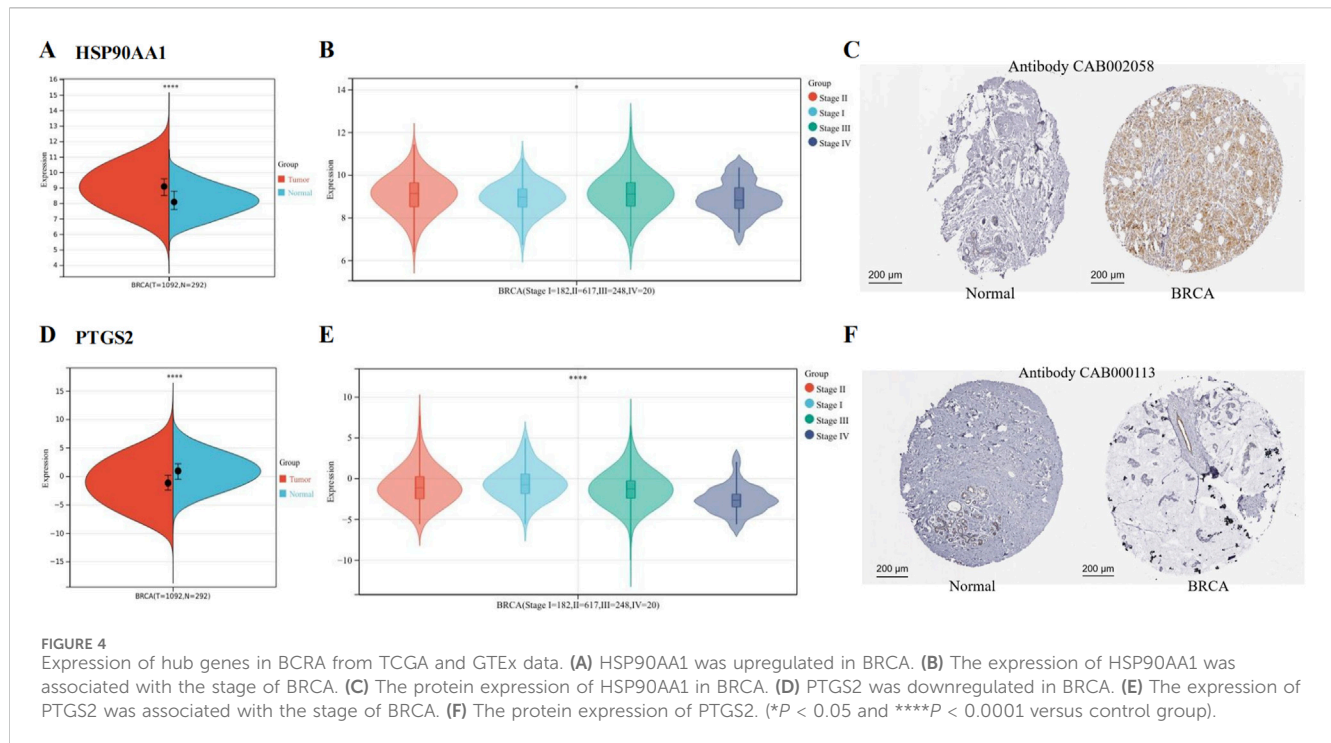 A HSP90AA1
16
15
14
13
12
11
10
9
8
7
6
5
4
Expression
****
Group
Tumor
Normal
BRCA(T=1092,N=292)
B
14
12
10
8
6
Expression
*
Group
Stage II
Stage I
Stage III
Stage IV
BRCA(Stage I=182,II=617,III=248,IV=20)
C
Antibody CAB002058
200 µm
200 µm
Normal
BRCA
D PTGS2
15
10
5
0
−5
−10
−15
Expression
****
Group
Tumor
Normal
BRCA(T=1092,N=292)
E
10
5
0
−5
−10
Expression
****
Group
Stage II
Stage I
Stage III
Stage IV
BRCA(Stage I=182,II=617,III=248,IV=20)
F
Antibody CAB000113
200 µm
200 µm
Normal
BRCA
FIGURE 4
Expression of hub genes in BCRA from TCGA and GTEx data. (A) HSP90AA1 was upregulated in BRCA. (B) The expression of HSP90AA1 was
associated with the stage of BRCA. (C) The protein expression of HSP90AA1 in BRCA. (D) PTGS2 was downregulated in BRCA. (E) The expression of
PTGS2 was associated with the stage of BRCA. (F) The protein expression of PTGS2. (*P < 0.05 and ****P < 0.0001 versus control group).